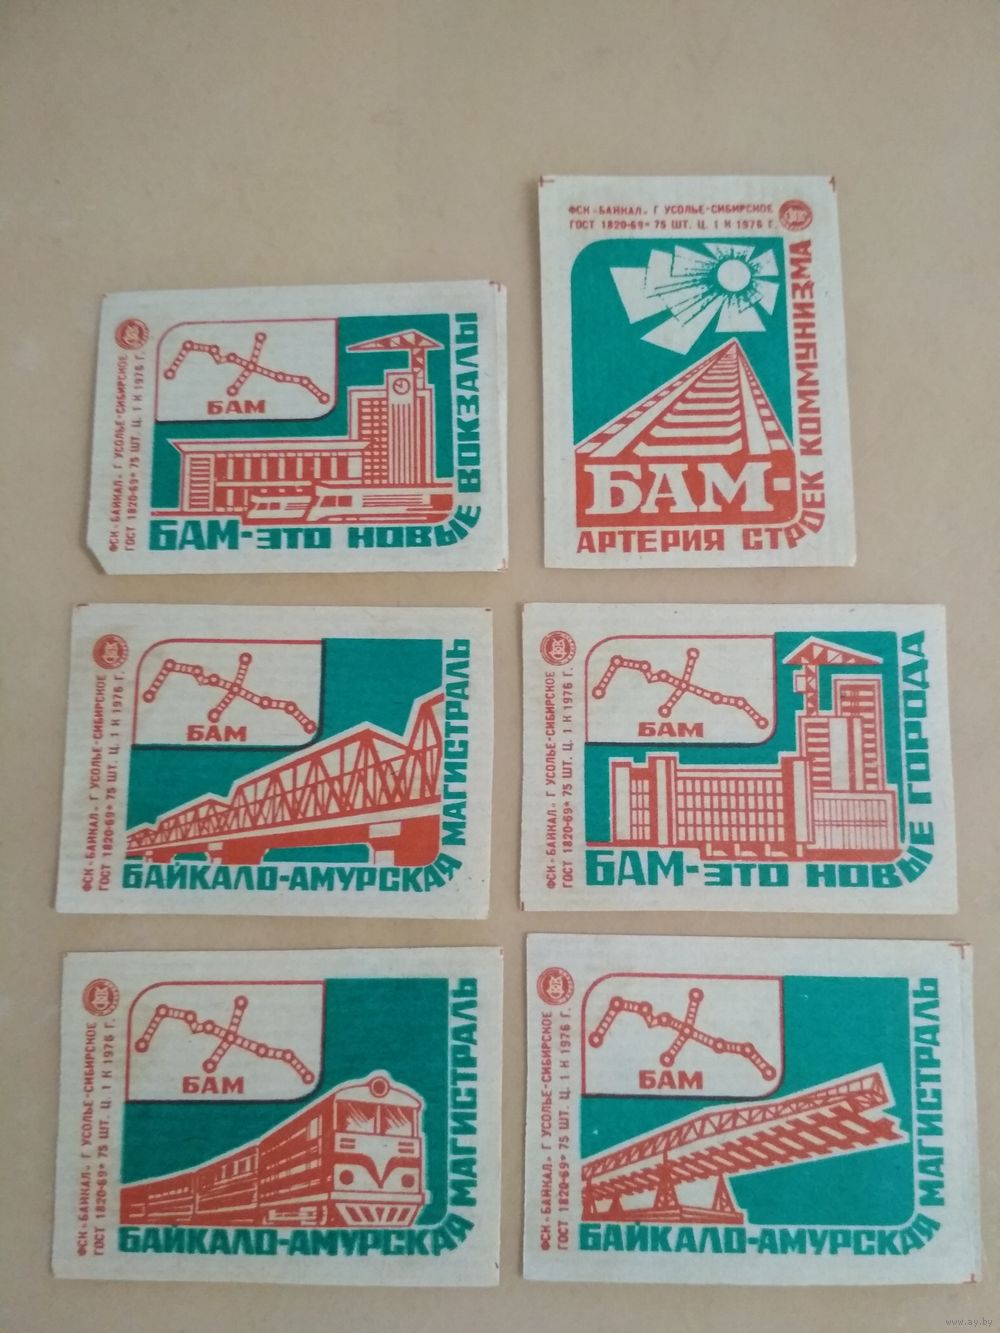 ФСК «БАЙКАЛ» Г УСОЛЬЕ-СИБИРСКОЕ
ГОСТ 1820-69* 75 ШТ. Ц. 1 К 1976 Г.
БАМ
БАМ-ЭТО НОВЫЕ ВОКЗАЛЫ
ФСК «БАЙКАЛ» Г УСОЛЬЕ-СИБИРСКОЕ
ГОСТ 1820-69* 75 ШТ. Ц. 1 К 1976 Г.
БАМ-
АРТЕРИЯ СТРОЕК КОММУНИЗМА
ФСК «БАЙКАЛ» Г УСОЛЬЕ-СИБИРСКОЕ
ГОСТ 1820-69* 75 ШТ. Ц. 1 К 1976 Г.
БАМ
БАЙКАЛО-АМУРСКАЯ МАГИСТРАЛЬ
ФСК «БАЙКАЛ» Г УСОЛЬЕ-СИБИРСКОЕ
ГОСТ 1820-69* 75 ШТ. Ц. 1 К 1976 Г.
БАМ
БАМ-ЭТО НОВЫЕ ГОРОДА
ФСК «БАЙКАЛ» Г УСОЛЬЕ-СИБИРСКОЕ
ГОСТ 1820-69* 75 ШТ. Ц. 1 К 1976 Г.
БАМ
БАЙКАЛО-АМУРСКАЯ МАГИСТРАЛЬ
ФСК «БАЙКАЛ» Г УСОЛЬЕ-СИБИРСКОЕ
ГОСТ 1820-69* 75 ШТ. Ц. 1 К 1976 Г.
БАМ
БАЙКАЛО-АМУРСКАЯ МАГИСТРАЛЬ
www.ay.by